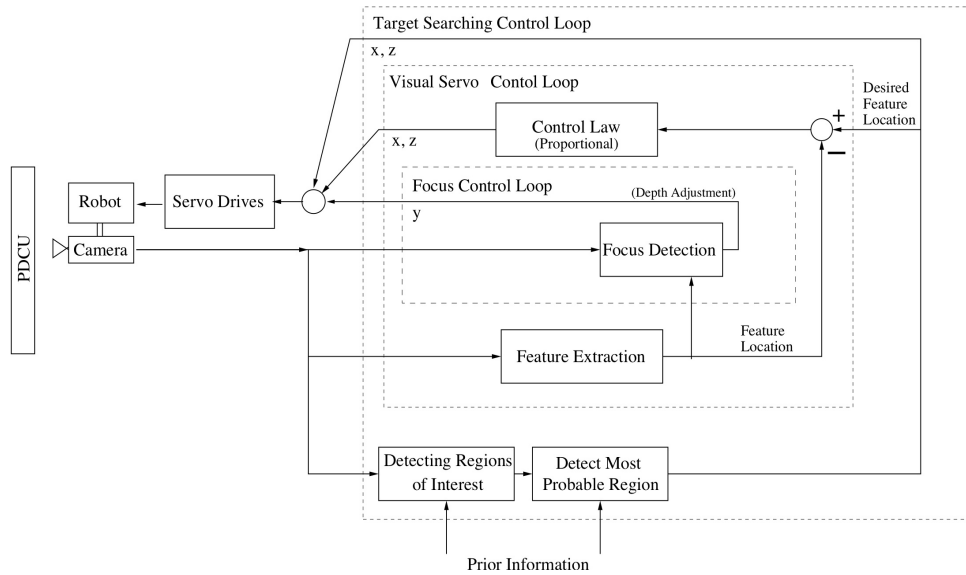 Target Searching Control Loop
x, z
Visual Servo Contol Loop
Desired
Feature
Location
+
Control Law
(Proportional)
x, z
−
Focus Control Loop
(Depth Adjustment)
y
Robot
Servo Drives
Camera
PDCU
Focus Detection
Feature Extraction
Feature
Location
Detecting Regions
of Interest
Detect Most
Probable Region
Prior Information